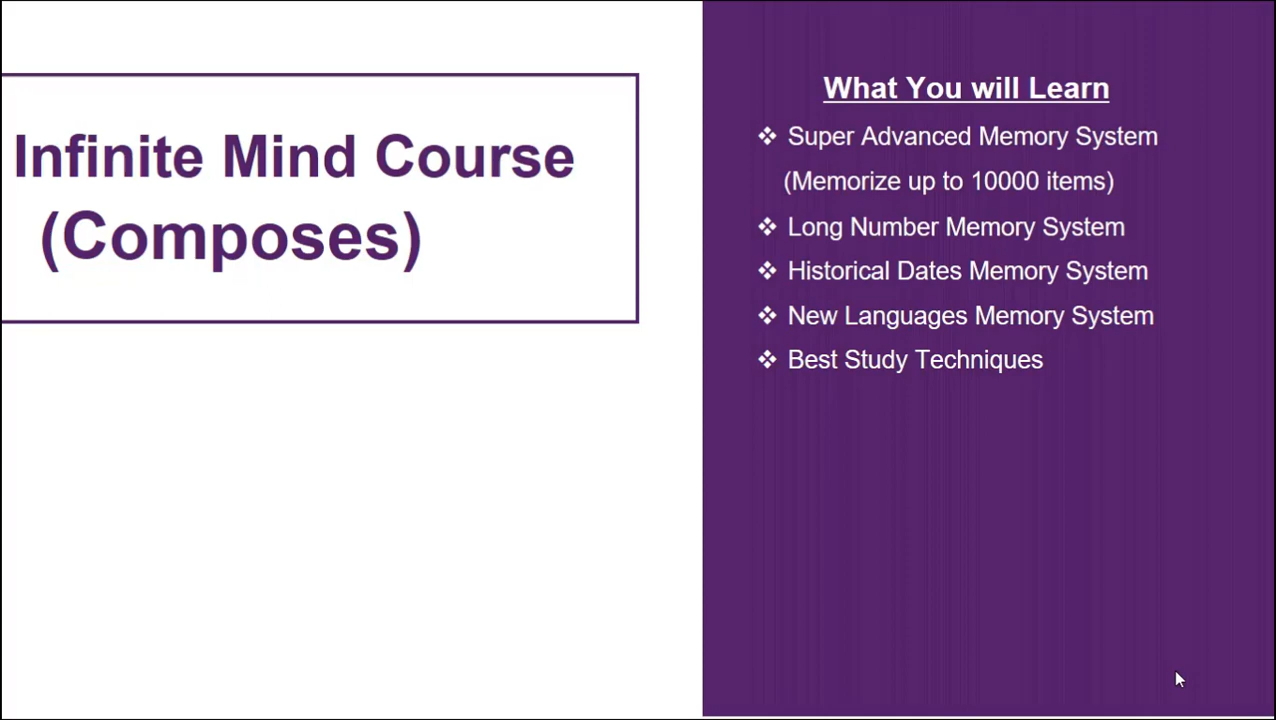 Infinite Mind Course
(Composes)
What You will Learn
❖ Super Advanced Memory System
(Memorize up to 10000 items)
❖ Long Number Memory System
❖ Historical Dates Memory System
❖ New Languages Memory System
❖ Best Study Techniques